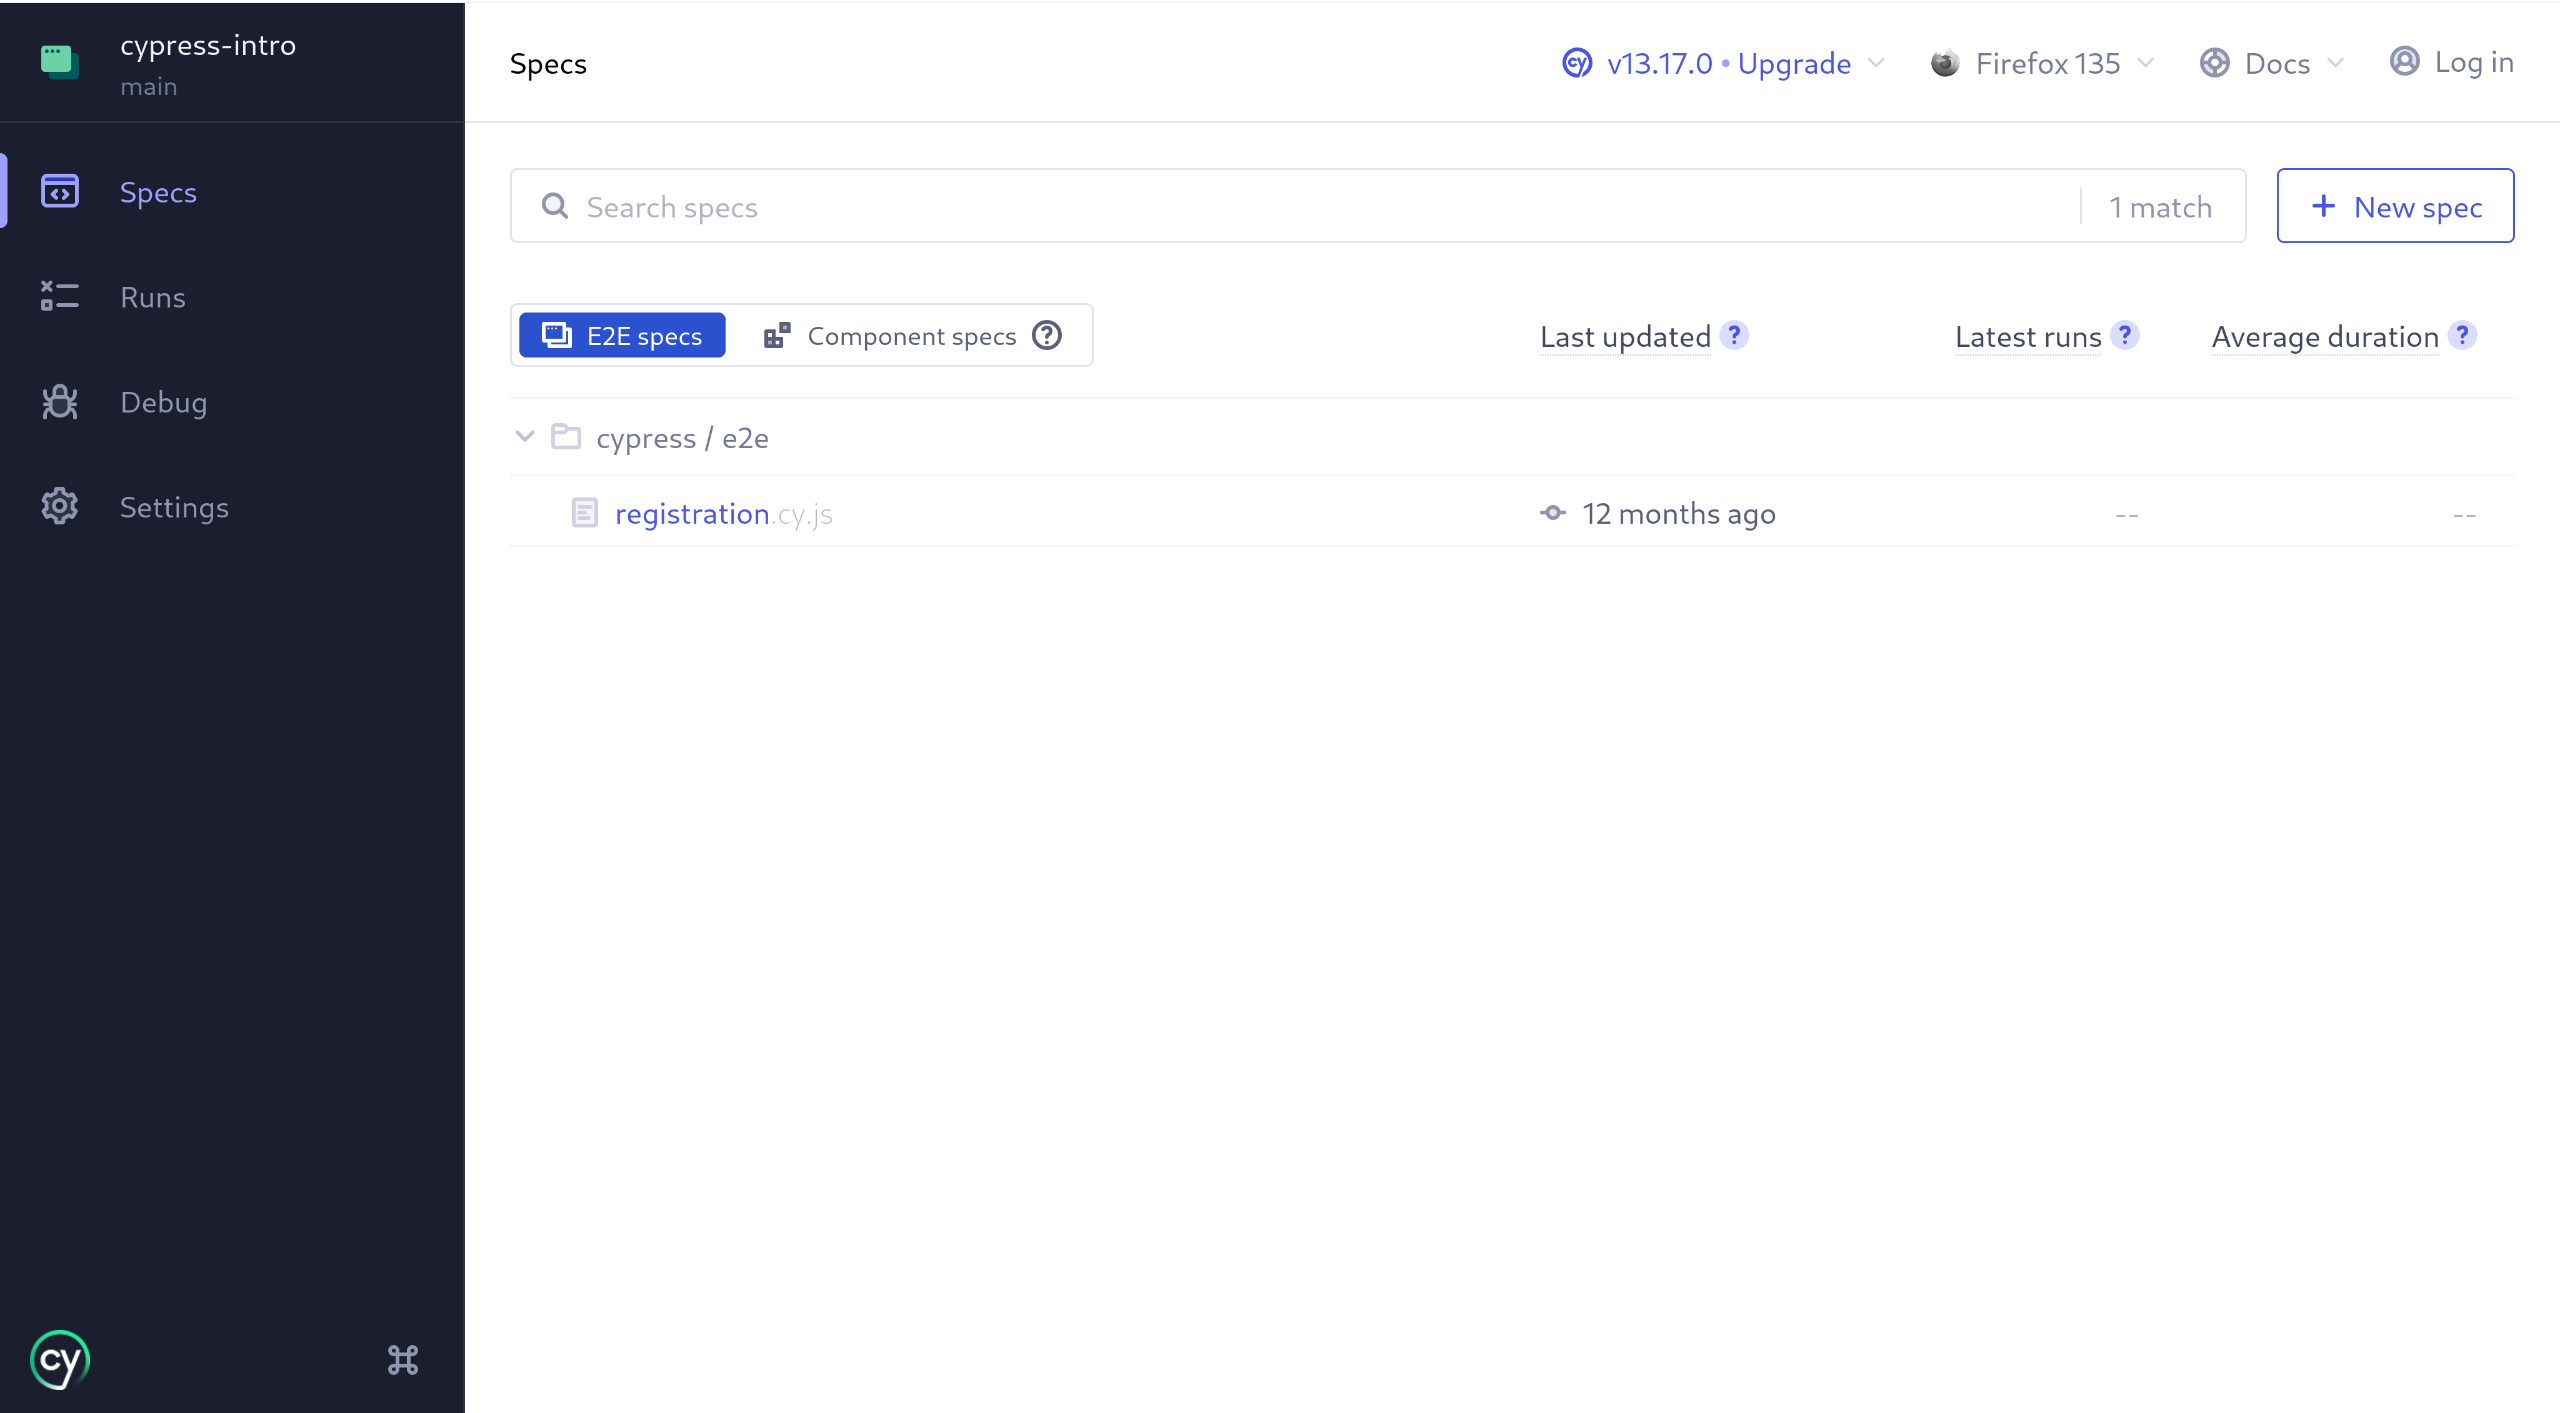 cypress-intro
main
Specs
Runs
Debug
Settings
cy
Specs
cy v13.17.0 • Upgrade
Firefox 135
Docs
Log in
Search specs
1 match
+ New spec
E2E specs
Component specs ?
Last updated ?
Latest runs ?
Average duration ?
cypress / e2e
registration.cy.js
12 months ago
--
--